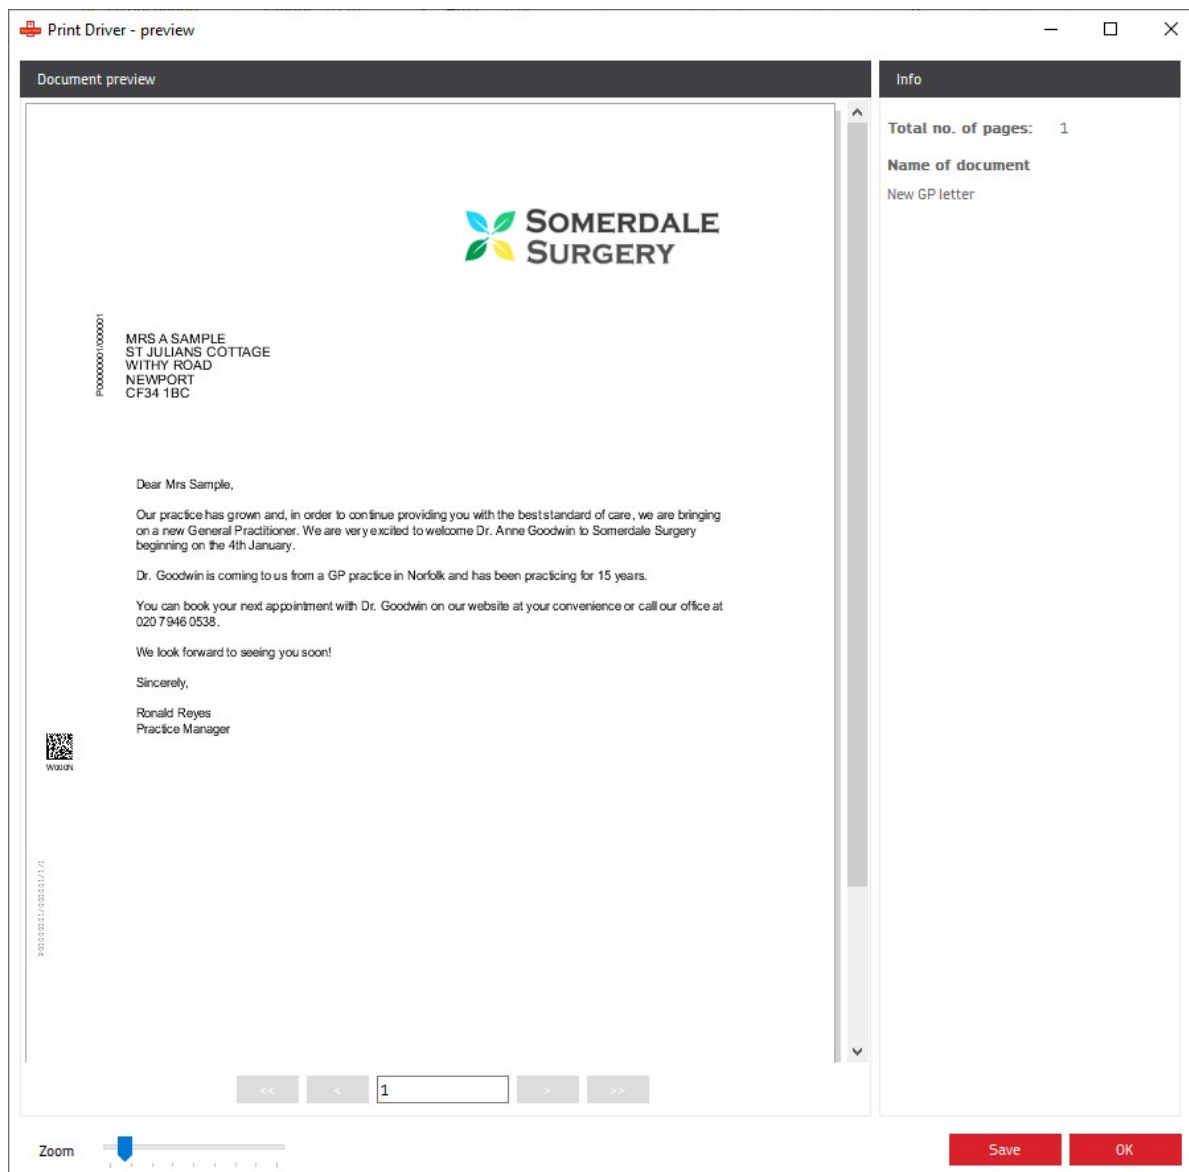 Print Driver - preview
Document preview
Info
Total no. of pages: 1
Name of document
New GP letter
SOMERDALE
SURGERY
P00000001/000001
MRS A SAMPLE
ST JULIANS COTTAGE
WITHY ROAD
NEWPORT
CF34 1BC
Dear Mrs Sample,
Our practice has grown and, in order to continue providing you with the best standard of care, we are bringing
on a new General Practitioner. We are very excited to welcome Dr. Anne Goodwin to Somerdale Surgery
beginning on the 4th January.
Dr. Goodwin is coming to us from a GP practice in Norfolk and has been practicing for 15 years.
You can book your next appointment with Dr. Goodwin on our website at your convenience or call our office at
020 7946 0538.
We look forward to seeing you soon!
Sincerely,
Ronald Reyes
Practice Manager
<< < 1 > >>
Zoom
Save
OK